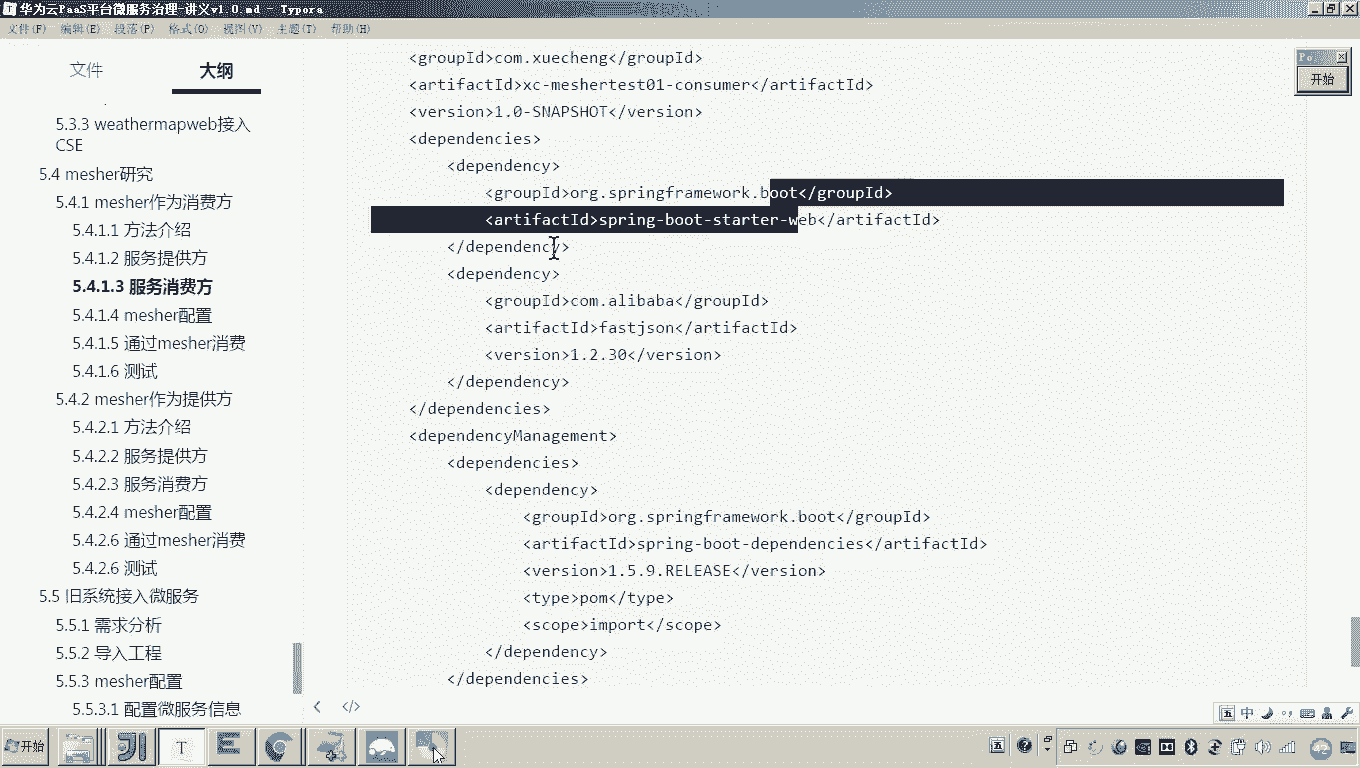 华为云PaaS平台微服务治理-讲义v1.0.md - Typora
文件(F) 编辑(E) 段落(P) 格式(O) 视图(V) 主题(T) 帮助(H)
文件 大纲
5.3.3 weathermapweb接入
CSE
5.4 mesher研究
5.4.1 mesher作为消费方
5.4.1.1 方法介绍
5.4.1.2 服务提供方
5.4.1.3 服务消费方
5.4.1.4 mesher配置
5.4.1.5 通过mesher消费
5.4.1.6 测试
5.4.2 mesher作为提供方
5.4.2.1 方法介绍
5.4.2.2 服务提供方
5.4.2.3 服务消费方
5.4.2.4 mesher配置
5.4.2.6 通过mesher消费
5.4.2.6 测试
5.5 旧系统接入微服务
5.5.1 需求分析
5.5.2 导入工程
5.5.3 mesher配置
5.5.3.1 配置微服务信息
<groupId>com.xuecheng</groupId>
<artifactId>xc-meshertest01-consumer</artifactId>
<version>1.0-SNAPSHOT</version>
<dependencies>
<dependency>
<groupId>org.springframework.boot</groupId>
<artifactId>spring-boot-starter-web</artifactId>
</dependency>
<dependency>
<groupId>com.alibaba</groupId>
<artifactId>fastjson</artifactId>
<version>1.2.30</version>
</dependency>
</dependencies>
<dependencyManagement>
<dependencies>
<dependency>
<groupId>org.springframework.boot</groupId>
<artifactId>spring-boot-dependencies</artifactId>
<version>1.5.9.RELEASE</version>
<type>pom</type>
<scope>import</scope>
</dependency>
</dependencies>
Po
开始
五 中
开始
T
五